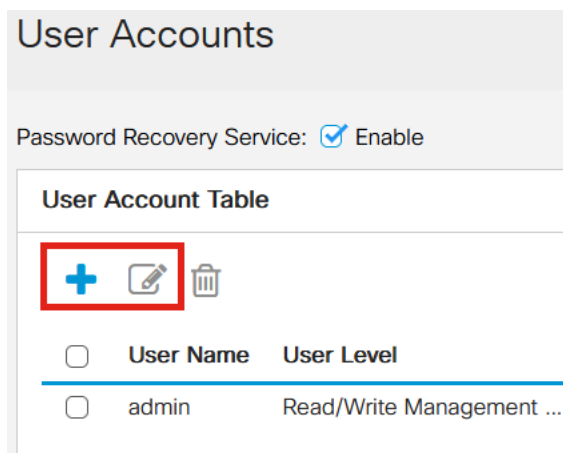 User Accounts
Password Recovery Service: Enable
User Account Table
User Name User Level
admin Read/Write Management ...